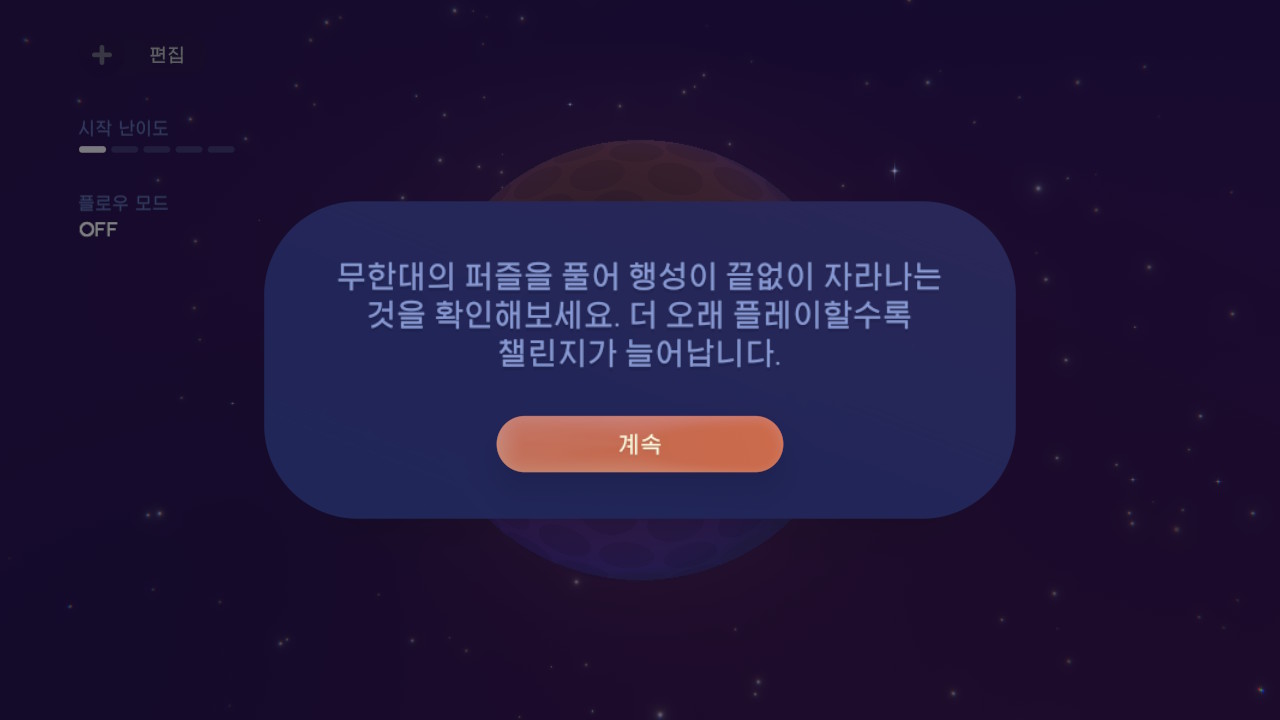 편집
시작 난이도
플로우 모드
OFF
무한대의 퍼즐을 풀어 행성이 끝없이 자라나는
것을 확인해보세요. 더 오래 플레이할수록
챌린지가 늘어납니다.
계속